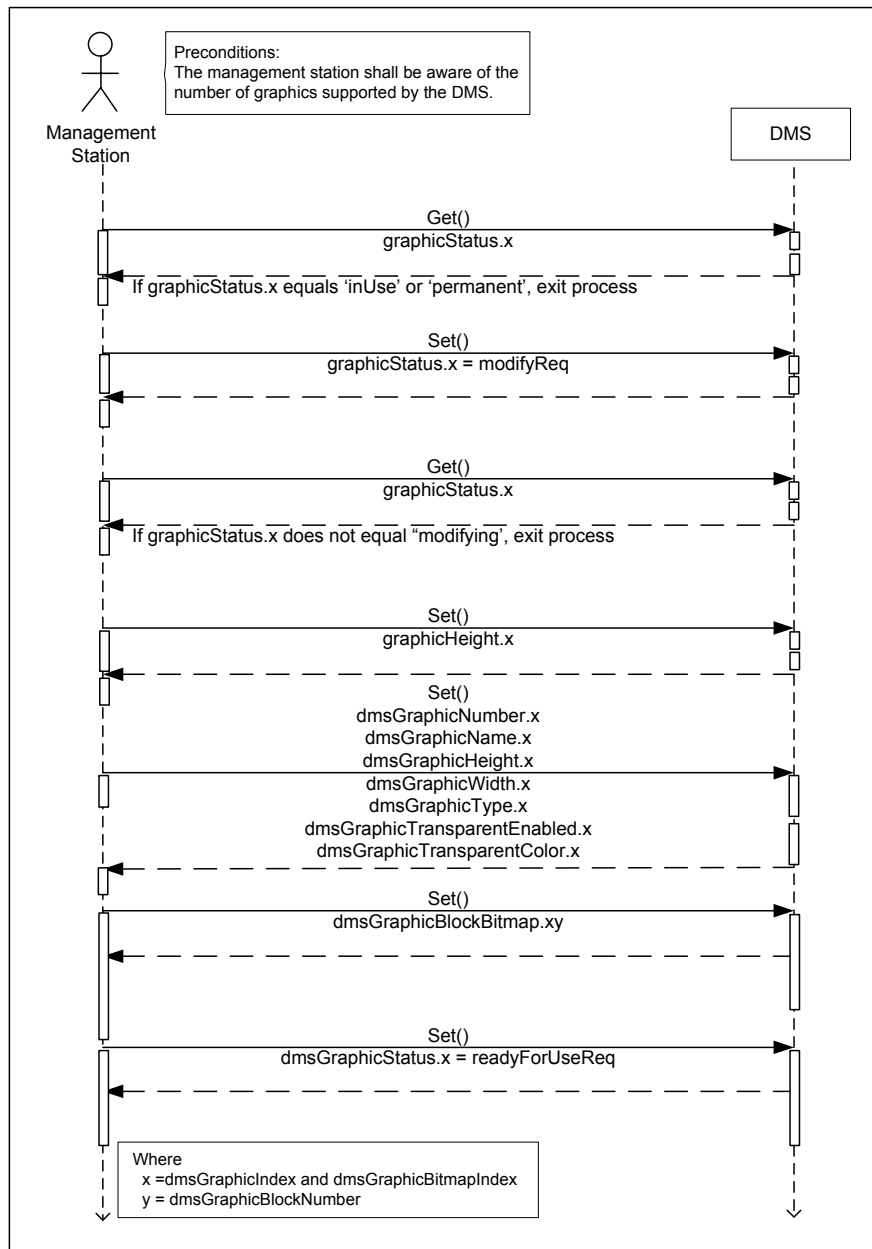 Preconditions:
The management station shall be aware of the
number of graphics supported by the DMS.
Management
Station
DMS
Get()
graphicStatus.x
If graphicStatus.x equals ‘inUse’ or ‘permanent’, exit process
Set()
graphicStatus.x = modifyReq
Get()
graphicStatus.x
If graphicStatus.x does not equal “modifying’, exit process
Set()
graphicHeight.x
Set()
dmsGraphicNumber.x
dmsGraphicName.x
dmsGraphicHeight.x
dmsGraphicWidth.x
dmsGraphicType.x
dmsGraphicTransparentEnabled.x
dmsGraphicTransparentColor.x
Set()
dmsGraphicBlockBitmap.xy
Set()
dmsGraphicStatus.x = readyForUseReq
Where
x =dmsGraphicIndex and dmsGraphicBitmapIndex
y = dmsGraphicBlockNumber